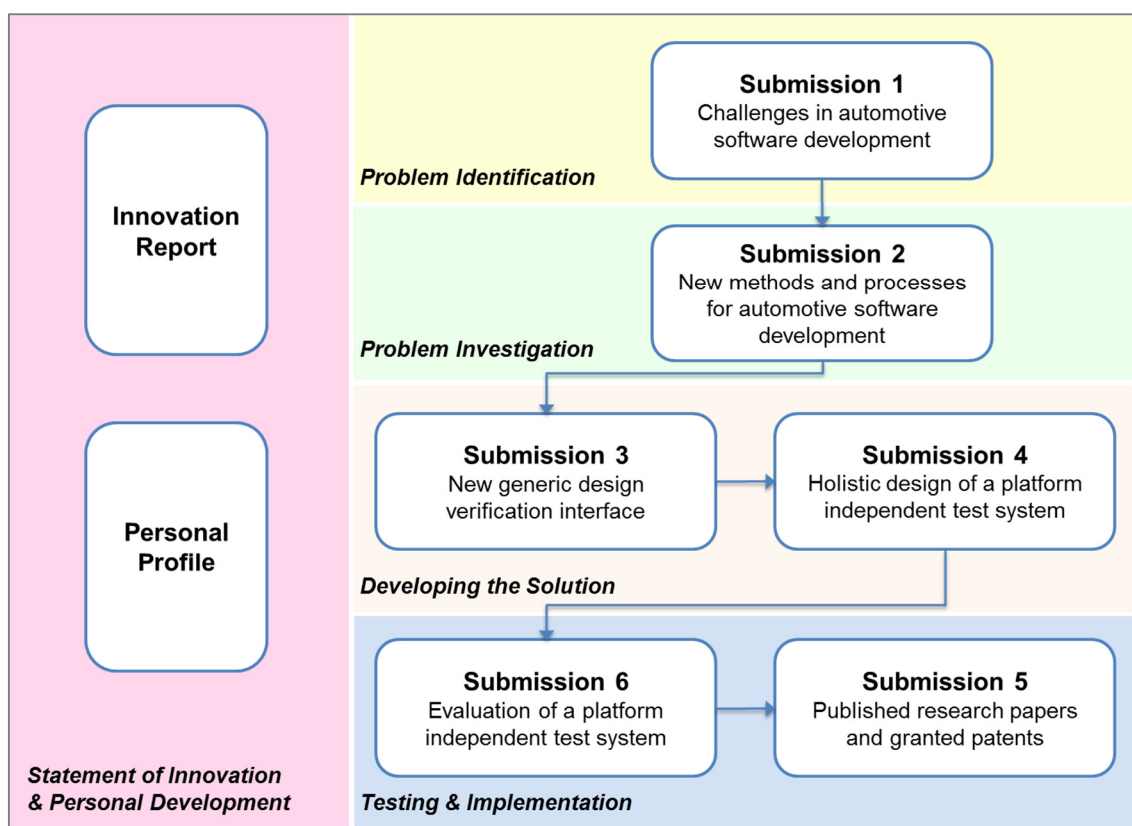 Innovation
Report
Personal
Profile
Statement of Innovation
& Personal Development
Submission 1
Challenges in automotive
software development
Problem Identification
Submission 2
New methods and processes
for automotive software
development
Problem Investigation
Submission 3
New generic design
verification interface
Submission 4
Holistic design of a platform
independent test system
Developing the Solution
Submission 6
Evaluation of a platform
independent test system
Submission 5
Published research papers
and granted patents
Testing & Implementation